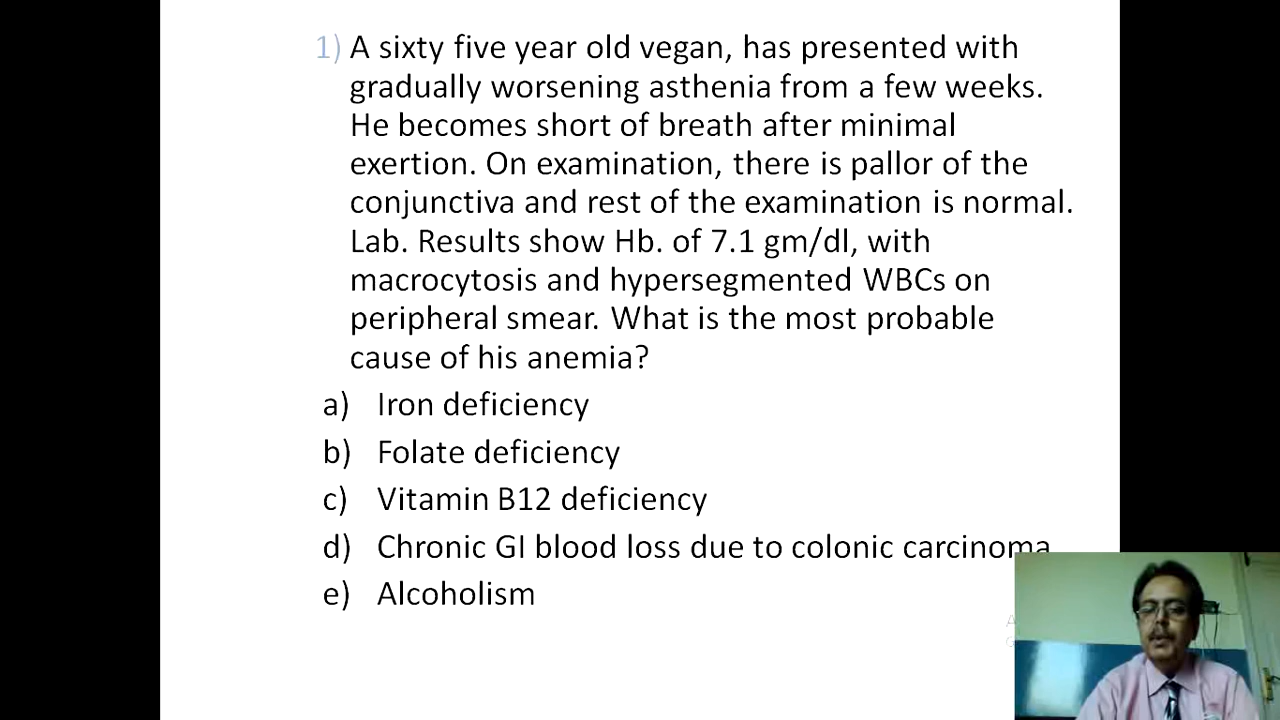 1) A sixty five year old vegan, has presented with
gradually worsening asthenia from a few weeks.
He becomes short of breath after minimal
exertion. On examination, there is pallor of the
conjunctiva and rest of the examination is normal.
Lab. Results show Hb. of 7.1 gm/dl, with
macrocytosis and hypersegmented WBCs on
peripheral smear. What is the most probable
cause of his anemia?
a) Iron deficiency
b) Folate deficiency
c) Vitamin B12 deficiency
d) Chronic GI blood loss due to colonic carcinoma
e) Alcoholism